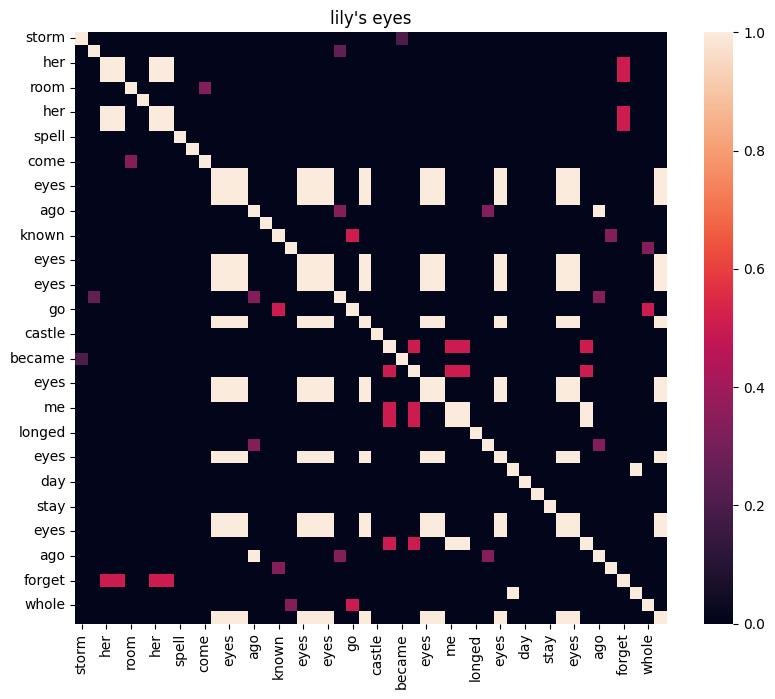 lily's eyes
storm
her
room
her
spell
come
eyes
ago
known
eyes
eyes
go
castle
became
eyes
me
longed
eyes
day
stay
eyes
ago
forget
whole
storm
her
room
her
spell
come
eyes
ago
known
eyes
eyes
go
castle
became
eyes
me
longed
eyes
day
stay
eyes
ago
forget
whole
1.0
0.8
0.6
0.4
0.2
0.0